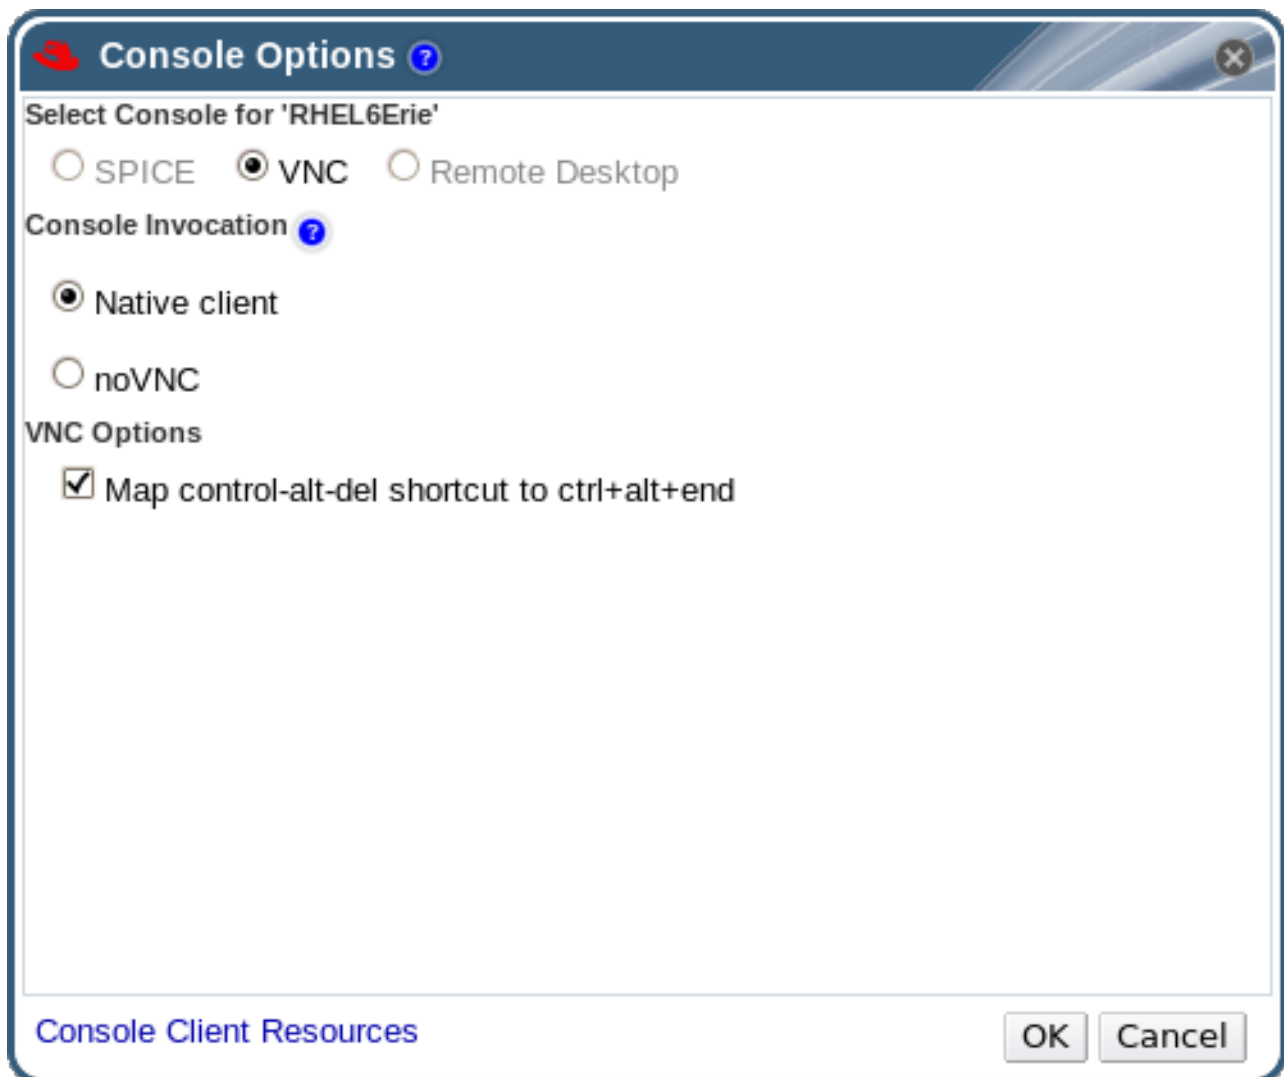 Console Options ?
Select Console for 'RHEL6Erie'
SPICE VNC Remote Desktop
Console Invocation ?
Native client
noVNC
VNC Options
Map control-alt-del shortcut to ctrl+alt+end
Console Client Resources OK Cancel